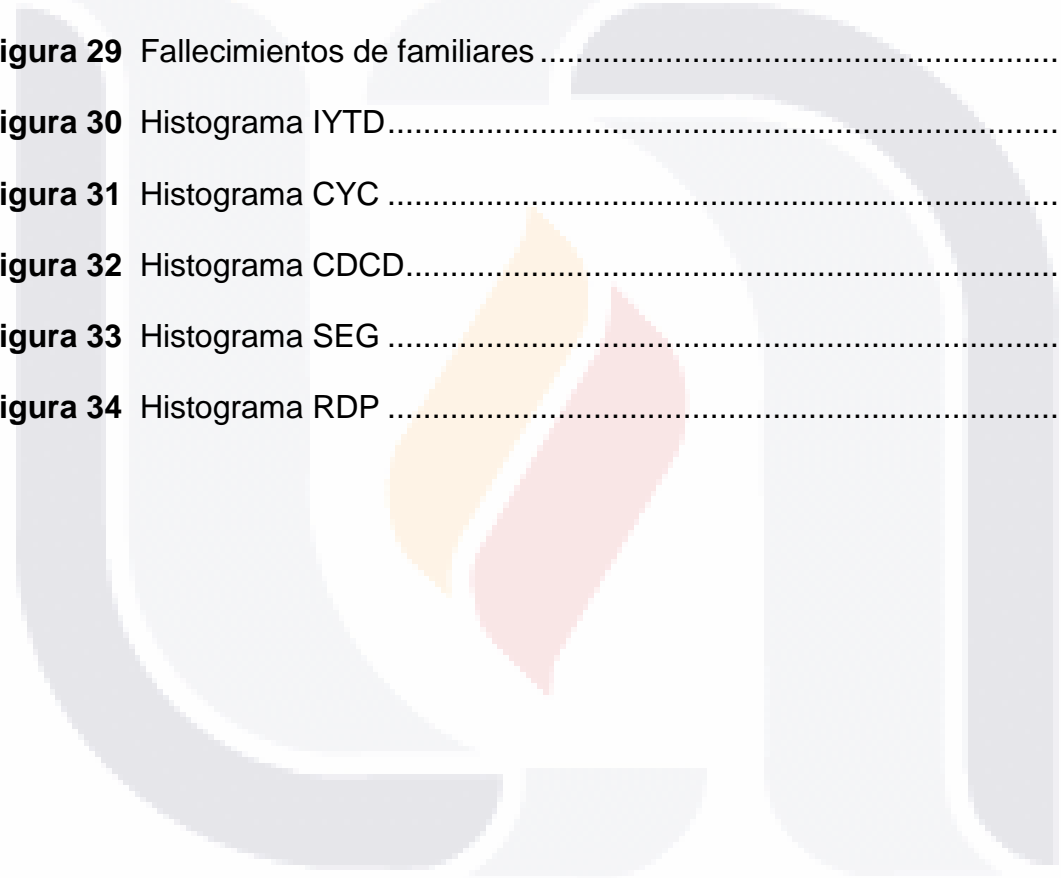 igura 29 Fallecimientos de familiares ........................................................
igura 30 Histograma IYTD........................................................................
igura 31 Histograma CYC ........................................................................
igura 32 Histograma CDCD......................................................................
igura 33 Histograma SEG ........................................................................
igura 34 Histograma RDP ........................................................................